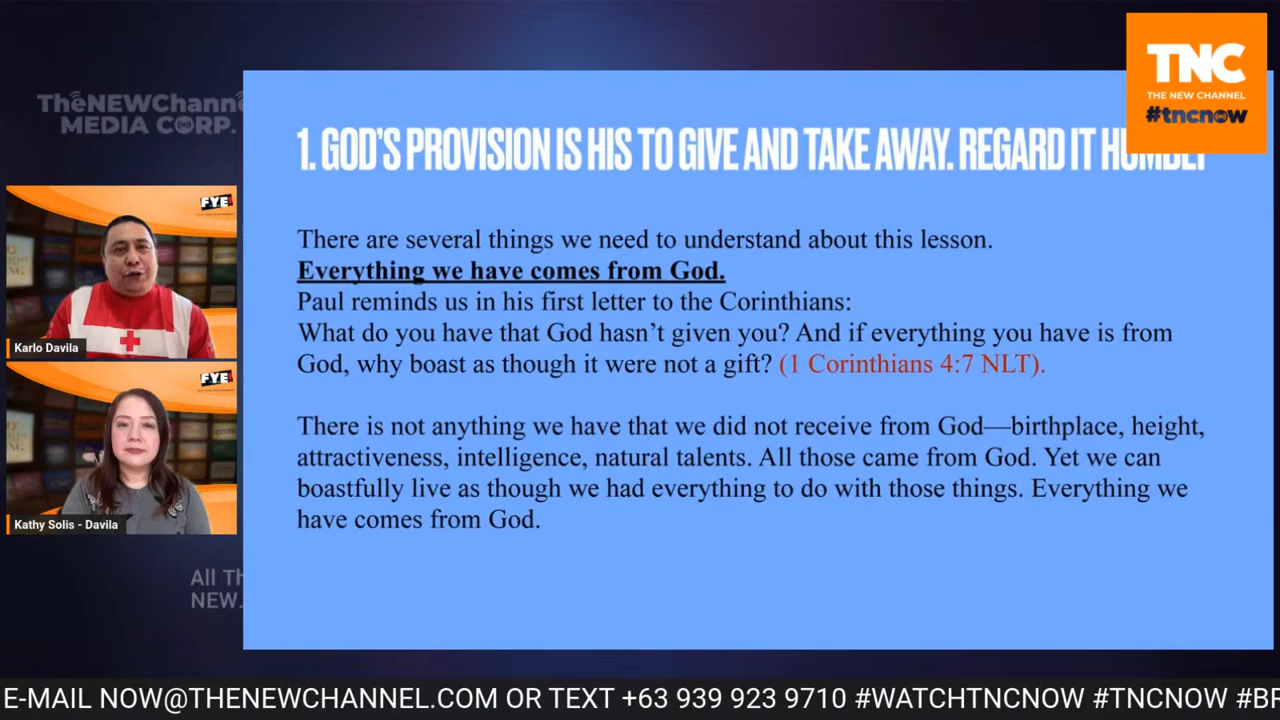 TheNEWChann
MEDIA CORP.
TNC
THE NEW CHANNEL
#tncnow
1. GOD'S PROVISION IS HIS TO GIVE AND TAKE AWAY. REGARD IT
There are several things we need to understand about this lesson.
Everything we have comes from God.
Paul reminds us in his first letter to the Corinthians:
What do you have that God hasn't given you? And if everything you have is from
God, why boast as though it were not a gift? (1 Corinthians 4:7 NLT).
There is not anything we have that we did not receive from God—birthplace, height,
attractiveness, intelligence, natural talents. All those came from God. Yet we can
boastfully live as though we had everything to do with those things. Everything we
have comes from God.
FYE
Karlo Davila
FYE
Kathy Solis - Davila
All Th
NEW.
E-MAIL NOW@THENEWCHANNEL.COM OR TEXT +63 939 923 9710 #WATCHTNCNOW #TNCNOW #BF